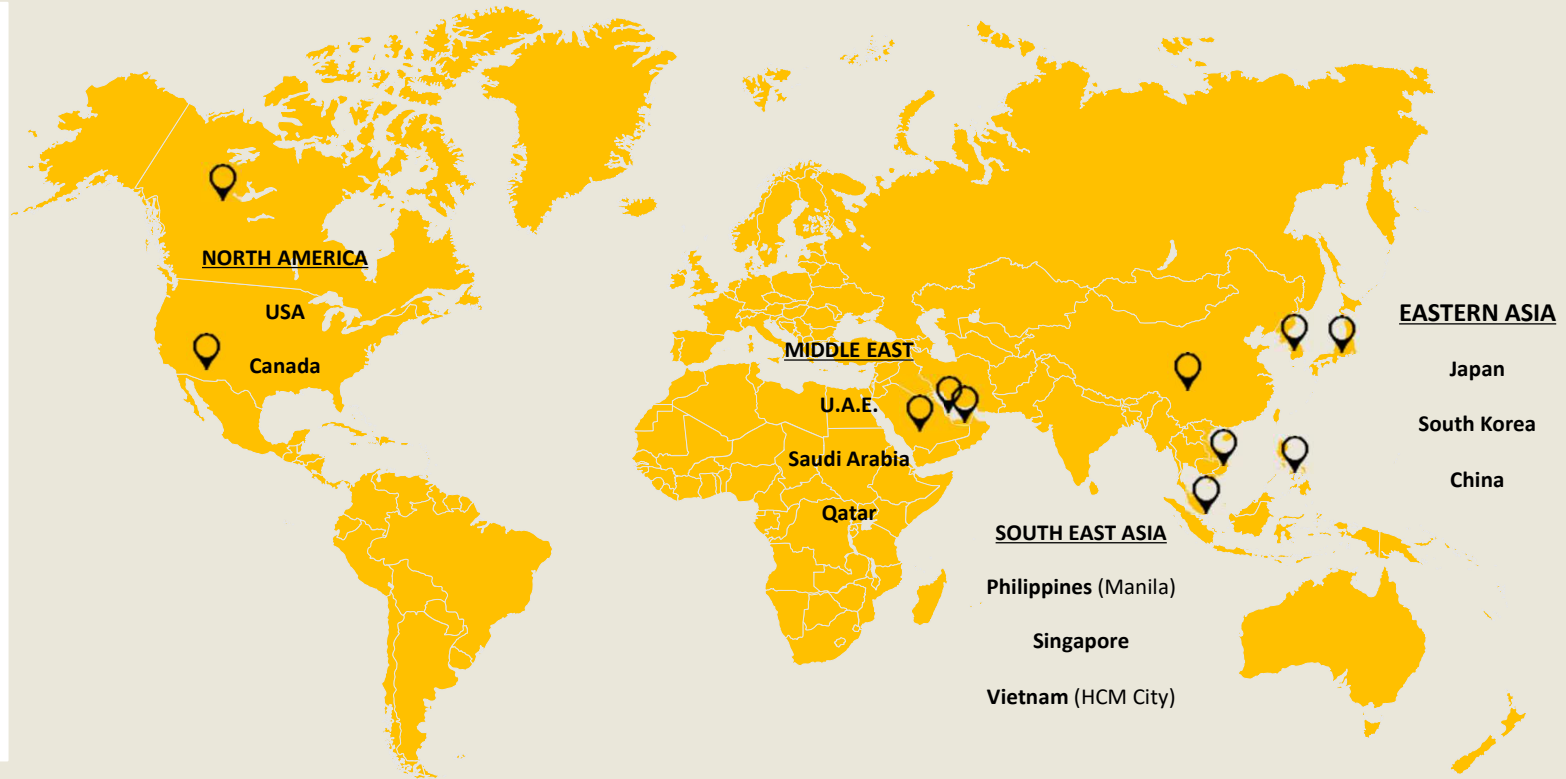 NORTH AMERICA
USA
Canada
MIDDLE EAST
U.A.E.
Saudi Arabia
Qatar
SOUTH EAST ASIA
Philippines (Manila)
Singapore
Vietnam (HCM City)
EASTERN ASIA
Japan
South Korea
China